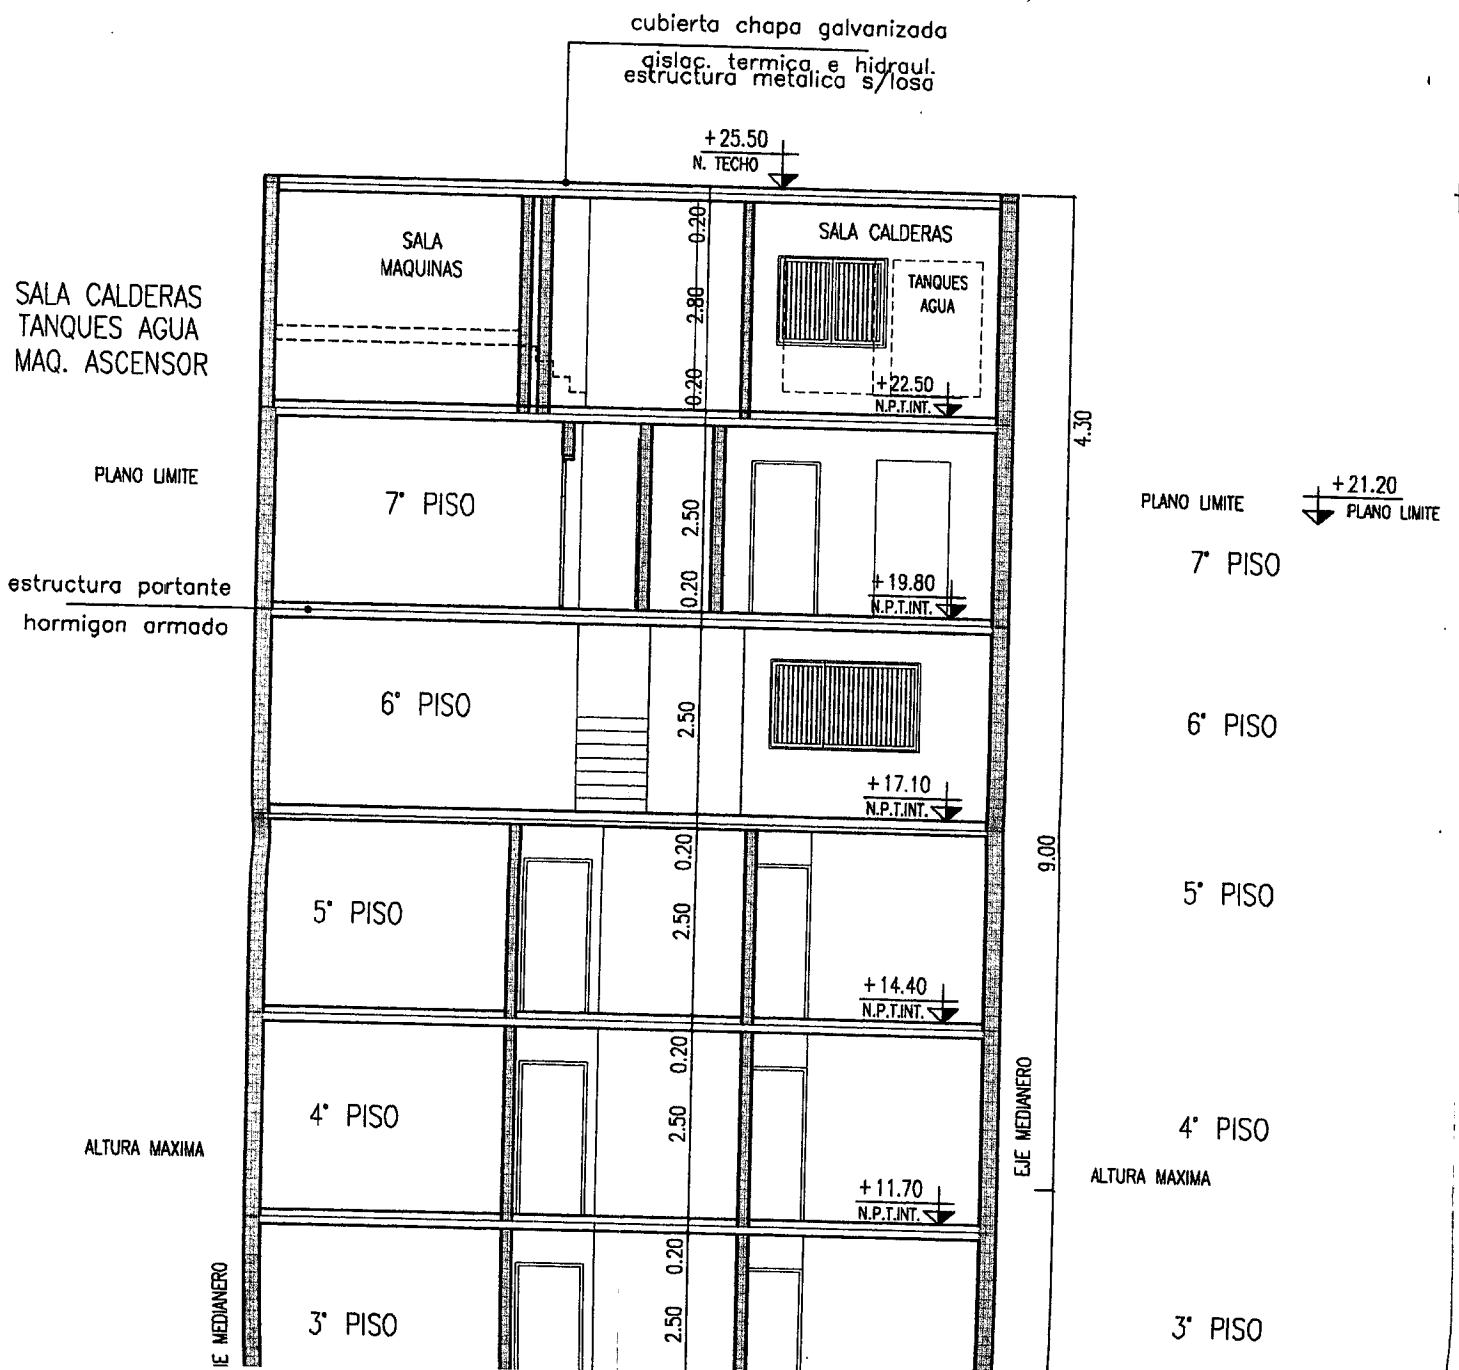 cubierta chapa galvanizada
aislac. termica e hidraul.
estructura metalica s/losa
+25.50
N. TECHO
SALA
MAQUINAS
0.20
SALA CALDERAS
TANQUES
AGUA
SALA CALDERAS
TANQUES AGUA
MAQ. ASCENSOR
2.80
0.20
+22.50
N.P.T.INT.
4.30
PLANO LIMITE
7° PISO
2.50
PLANO LIMITE
+21.20
PLANO LIMITE
7° PISO
estructura portante
hormigon armado
0.20
+19.80
N.P.T.INT.
6° PISO
2.50
6° PISO
+17.10
N.P.T.INT.
0.20
9.00
5° PISO
2.50
5° PISO
+14.40
N.P.T.INT.
0.20
4° PISO
2.50
EJE MEDIANERO
4° PISO
ALTURA MAXIMA
ALTURA MAXIMA
+11.70
N.P.T.INT.
0.20
JE MEDIANERO
3° PISO
2.50
3° PISO